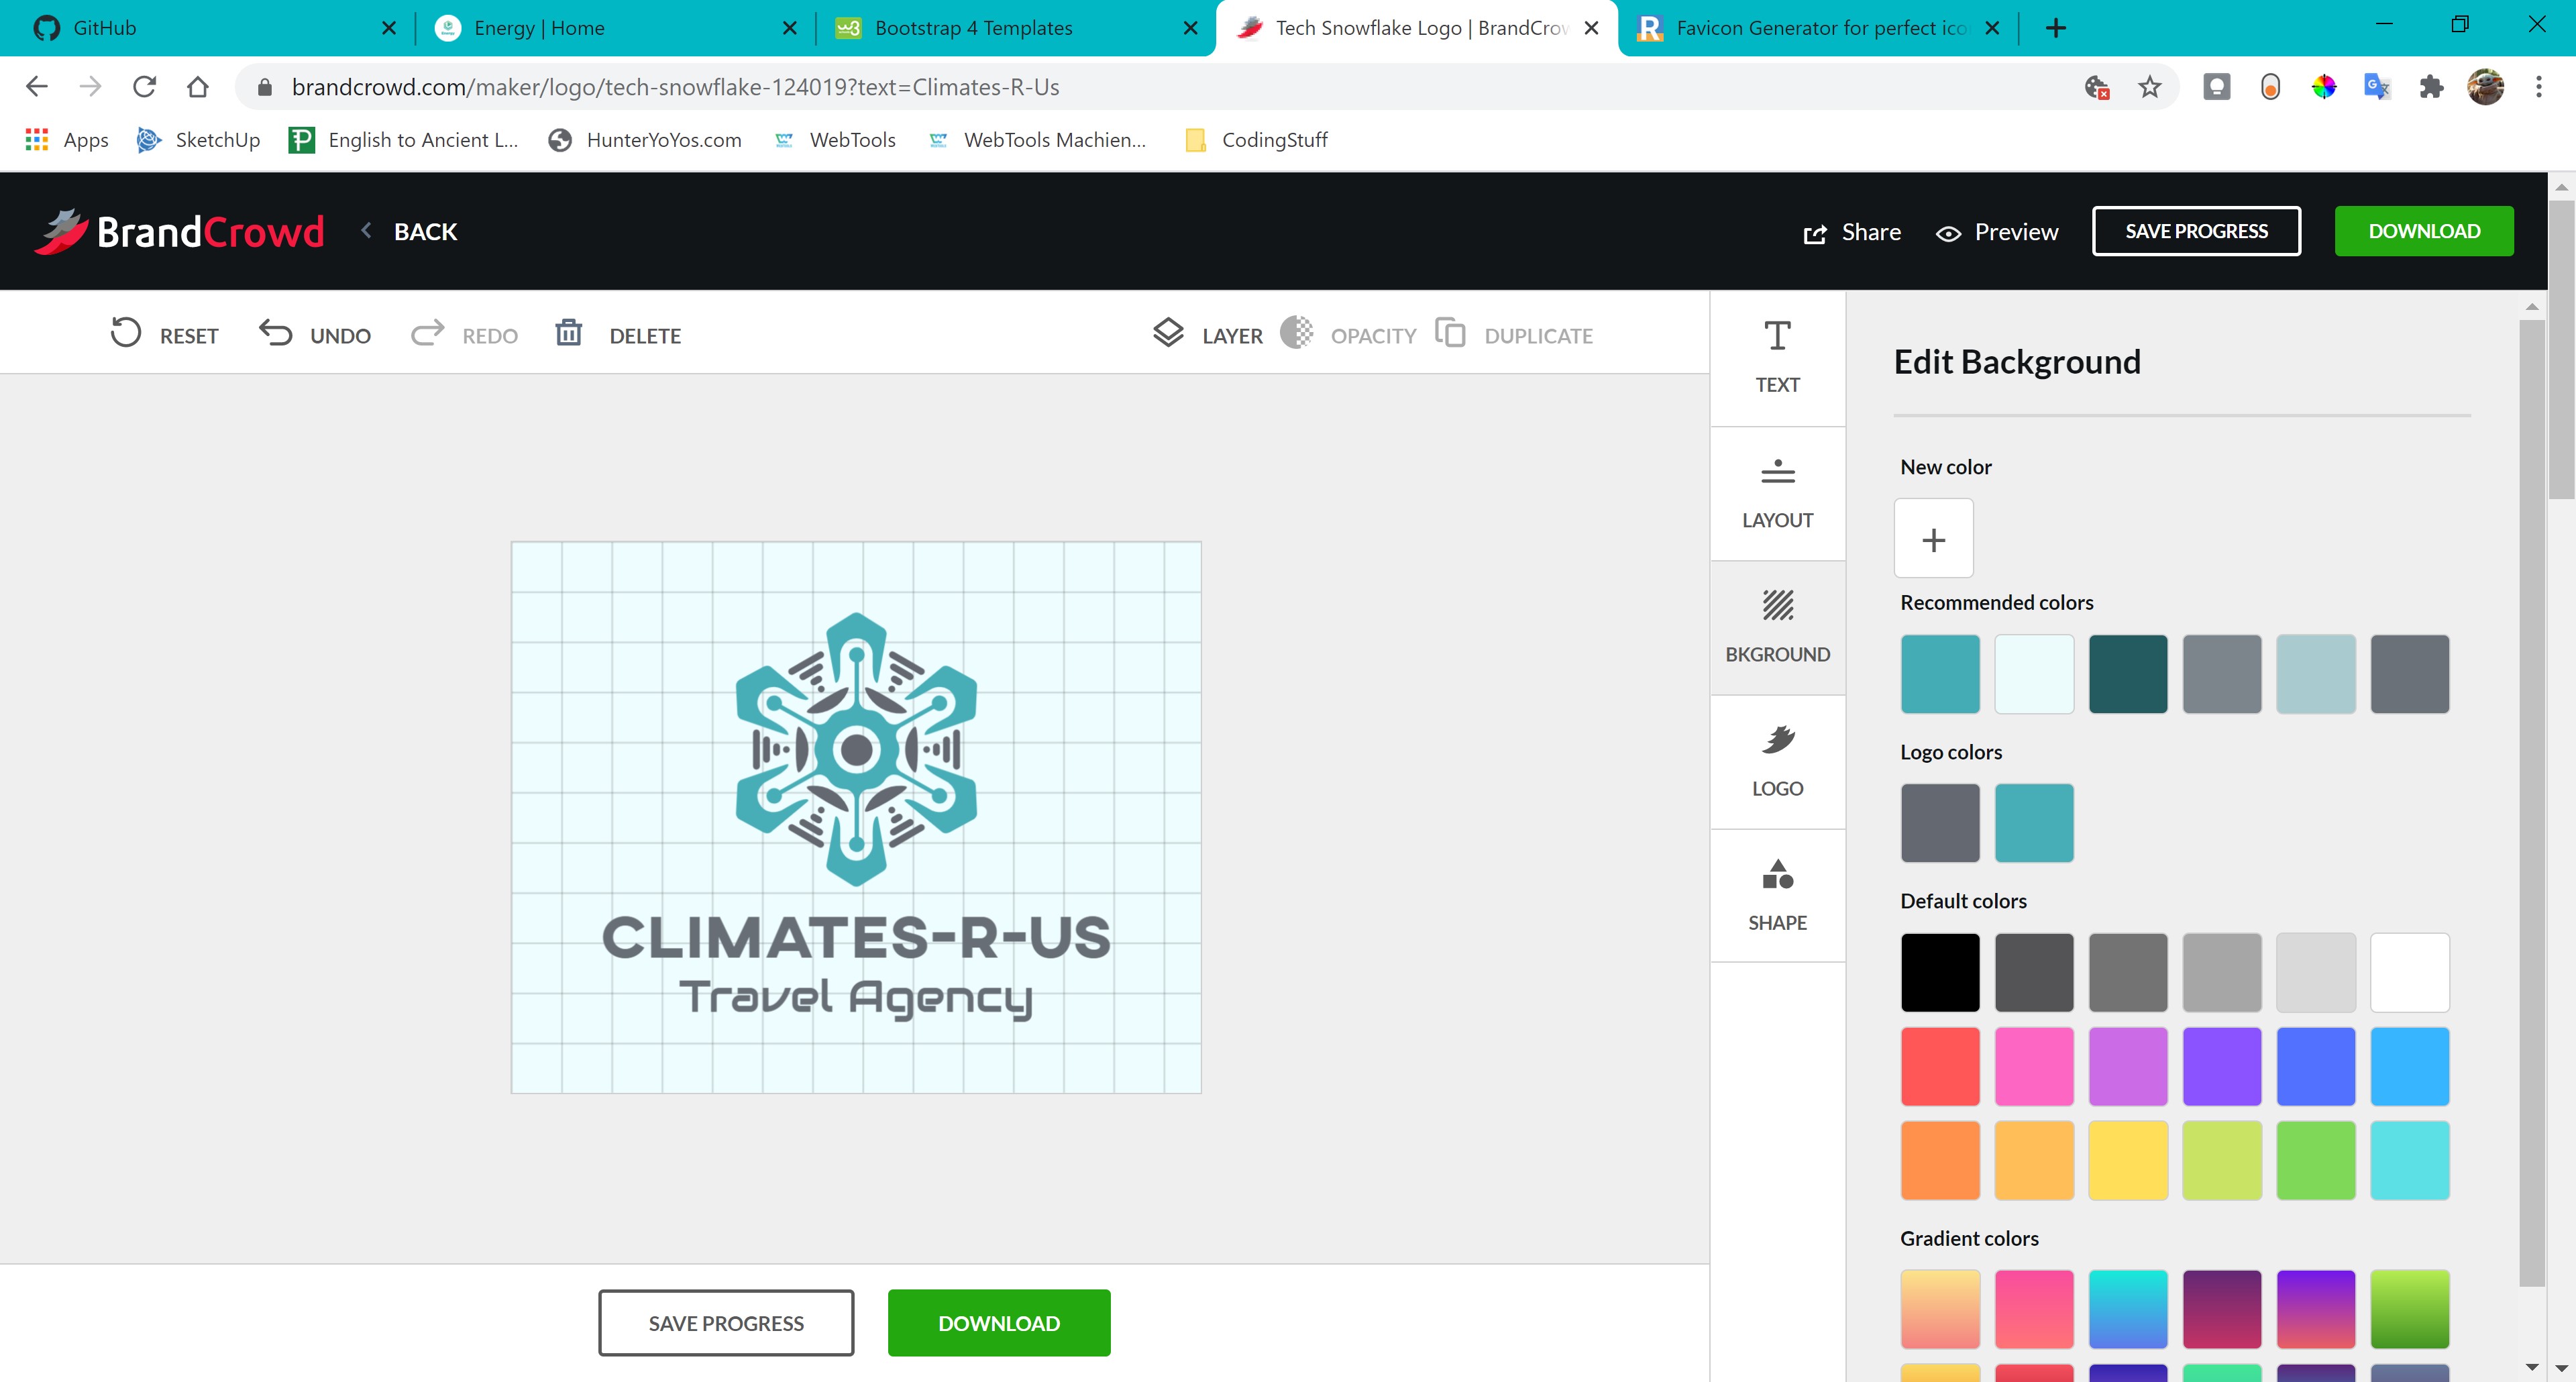 GitHub
Energy | Home
Bootstrap 4 Templates
Tech Snowflake Logo | BrandCrow
Favicon Generator for perfect ico
brandcrowd.com/maker/logo/tech-snowflake-124019?text=Climates-R-Us
Apps
SketchUp
English to Ancient L...
HunterYoYos.com
WebTools
WebTools Machien...
CodingStuff
BrandCrowd
BACK
Share
Preview
SAVE PROGRESS
DOWNLOAD
RESET
UNDO
REDO
DELETE
LAYER
OPACITY
DUPLICATE
TEXT
LAYOUT
BKGROUND
LOGO
SHAPE
Edit Background
New color
Recommended colors
Logo colors
Default colors
Gradient colors
CLIMATES-R-US
Travel Agency
SAVE PROGRESS
DOWNLOAD